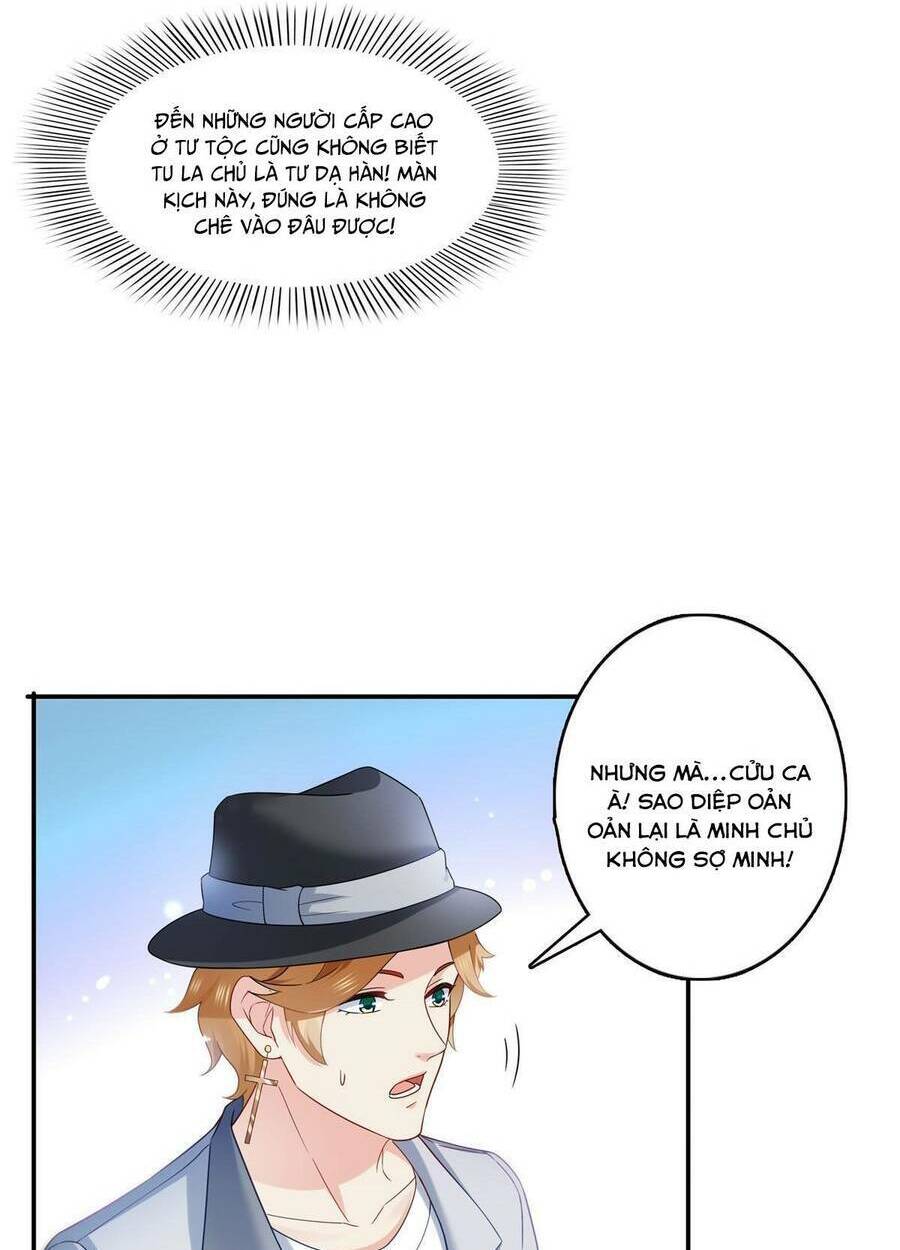 ĐẾN NHỮNG NGƯỜI CẤP CAO
Ở TƯ TỘC CŨNG KHÔNG BIẾT
TU LA CHỦ LÀ TƯ DẠ HÀN! MÀN
KỊCH NÀY, ĐÚNG LÀ KHÔNG
CHÊ VÀO ĐÂU ĐƯỢC!
NHƯNG MÀ...CỬU CA
À! SAO DIỆP OẢN
OẢN LẠI LÀ MINH CHỦ
KHÔNG SỢ MINH!